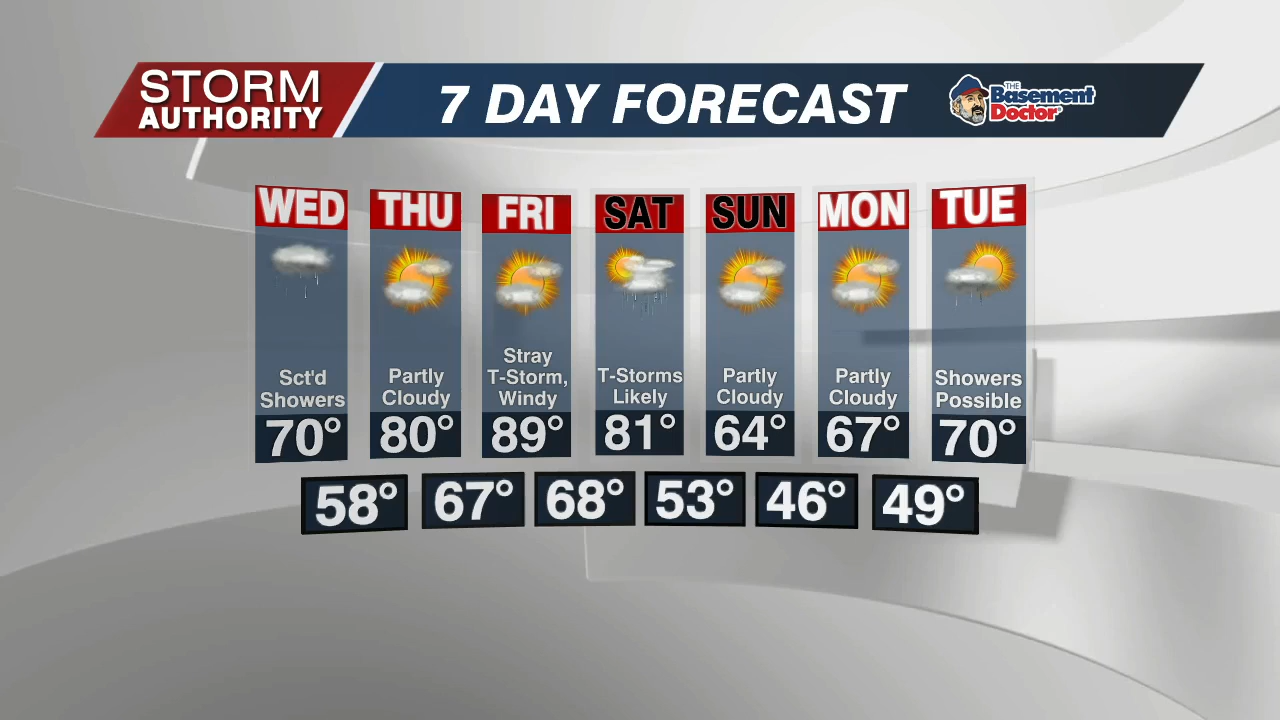 STORM
AUTHORITY
7 DAY FORECAST
THE
Basement
Doctor
WED
THU
FRI
SAT
SUN
MON
TUE
Sct'd
Showers
Partly
Cloudy
Stray
T-Storm,
Windy
T-Storms
Likely
Partly
Cloudy
Partly
Cloudy
Showers
Possible
70°
80°
89°
81°
64°
67°
70°
58°
67°
68°
53°
46°
49°